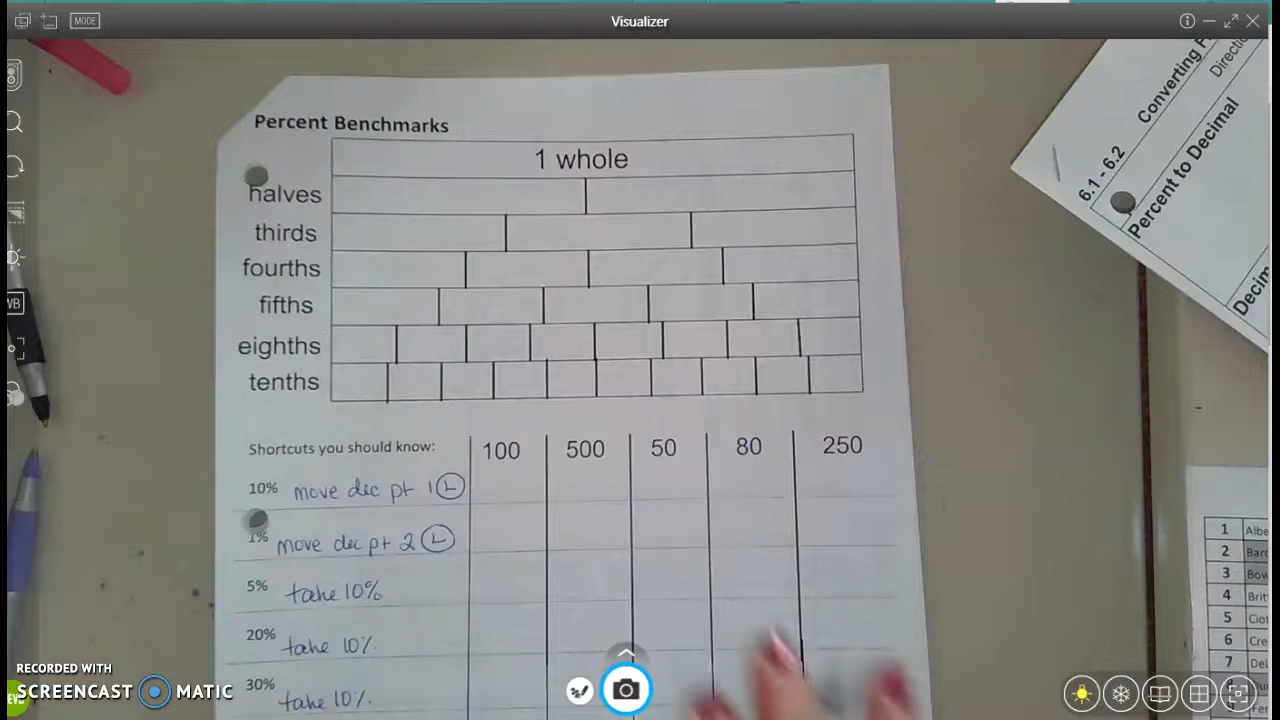 MODE
Visualizer
Percent Benchmarks
1 whole
halves
thirds
fourths
fifths
eighths
tenths
Shortcuts you should know: 100 500 50 80 250
10% move dec pt 1 L
1% move dec pt 2 L
5% take 10%
20% take 10%
30% take 10%
6.1 - 6.2 Converting
Percent to Decimal
1
2
3
4
5
6
7
RECORDED WITH
SCREENCAST MATIC